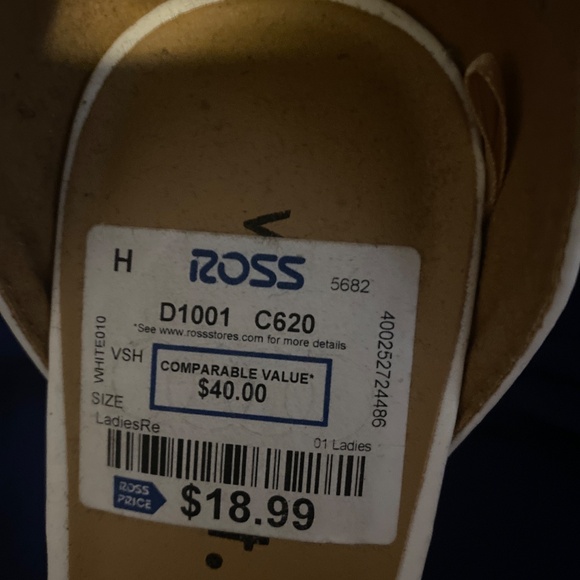 V
H ROSS 5682
D1001 C620
*See www.rossstores.com for more details
WHITE010
VSH
COMPARABLE VALUE*
$40.00
400252724486
SIZE
LadiesRe
01 Ladies
ROSS PRICE
$18.99